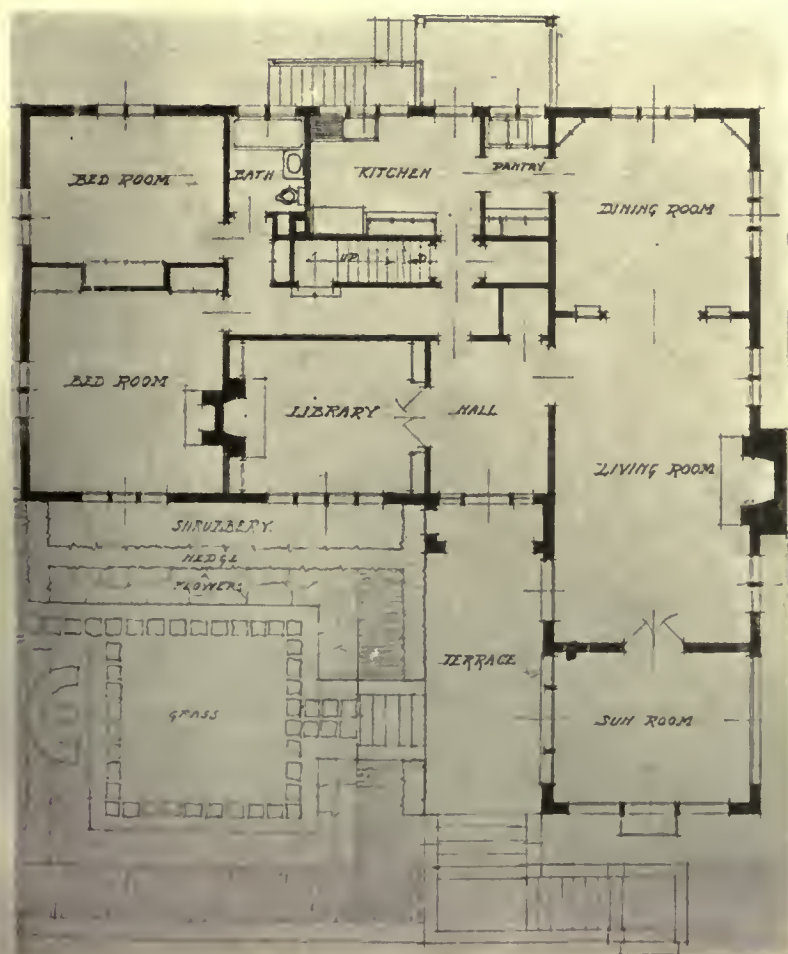 BED ROOM
BATH
KITCHEN
PANTRY
DINING ROOM
UP
D
BED ROOM
LIBRARY
HALL
LIVING ROOM
SHRUBBERY
HEDGE
FLOWERS
TERRACE
GRASS
SUN ROOM